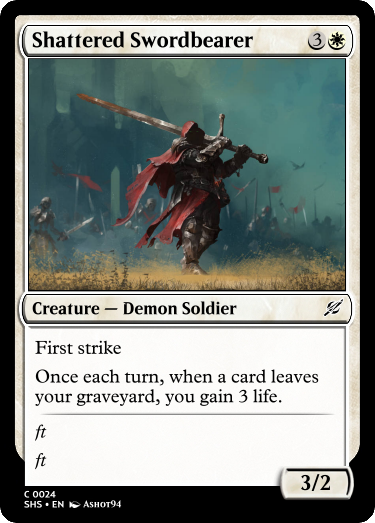 Shattered Swordbearer 3
Creature — Demon Soldier
First strike
Once each turn, when a card leaves
your graveyard, you gain 3 life.
ft
ft
3/2
C 0024
SHS • EN Ashot94